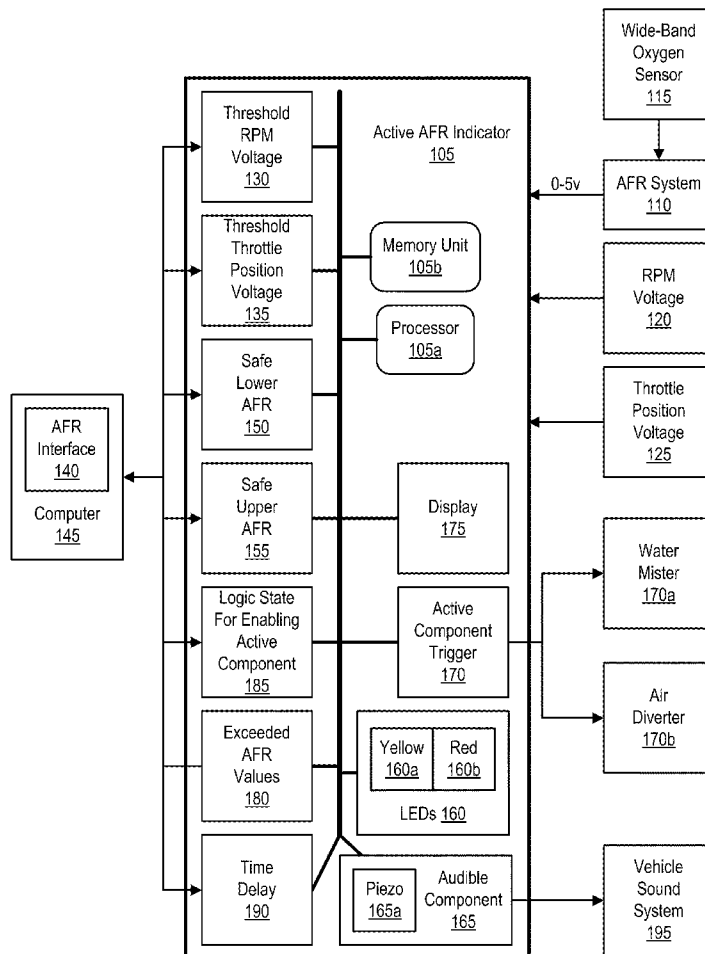 Wide-Band
Oxygen
Sensor
115
Threshold
RPM
Voltage
130
Active AFR Indicator
105
0-5v
AFR System
110
Threshold
Throttle
Position
Voltage
135
Memory Unit
105b
Processor
105a
RPM
Voltage
120
Safe
Lower
AFR
150
Throttle
Position
Voltage
125
AFR
Interface
140
Computer
145
Safe
Upper
AFR
155
Display
175
Water
Mister
170a
Logic State
For Enabling
Active
Component
185
Active
Component
Trigger
170
Air
Diverter
170b
Exceeded
AFR
Values
180
Yellow
160a
Red
160b
LEDs 160
Time
Delay
190
Piezo
165a
Audible
Component
165
Vehicle
Sound
System
195